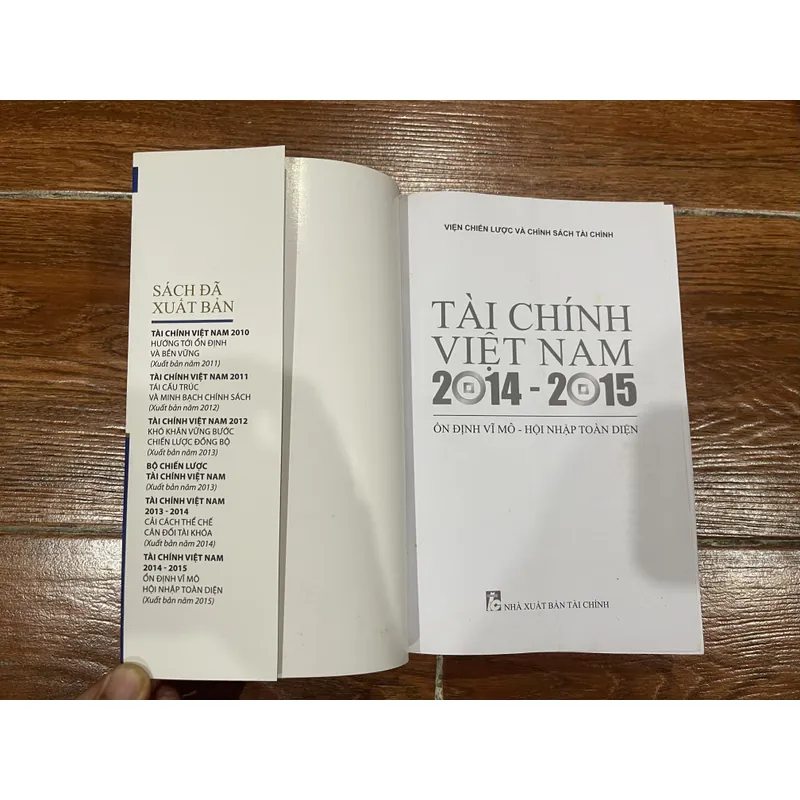 SÁCH ĐÃ
XUẤT BẢN
TÀI CHÍNH VIỆT NAM 2010
HƯỚNG TỚI ỔN ĐỊNH
VÀ BỀN VỮNG
(Xuất bản năm 2011)
TÀI CHÍNH VIỆT NAM 2011
TÁI CẤU TRÚC
VÀ MINH BẠCH CHÍNH SÁCH
(Xuất bản năm 2012)
TÀI CHÍNH VIỆT NAM 2012
KHÓ KHĂN VỮNG BƯỚC
CHIẾN LƯỢC ĐỒNG BỘ
(Xuất bản năm 2013)
BỘ CHIẾN LƯỢC
TÀI CHÍNH VIỆT NAM
(Xuất bản năm 2013)
TÀI CHÍNH VIỆT NAM
2013 - 2014
CẢI CÁCH THỂ CHẾ
CÂN ĐỐI TÀI KHÓA
(Xuất bản năm 2014)
TÀI CHÍNH VIỆT NAM
2014 - 2015
ỔN ĐỊNH VĨ MÔ
HỘI NHẬP TOÀN DIỆN
(Xuất bản năm 2015)
VIỆN CHIẾN LƯỢC VÀ CHÍNH SÁCH TÀI CHÍNH
TÀI CHÍNH
VIỆT NAM
2014 - 2015
ỔN ĐỊNH VĨ MÔ - HỘI NHẬP TOÀN DIỆN
NHÀ XUẤT BẢN TÀI CHÍNH